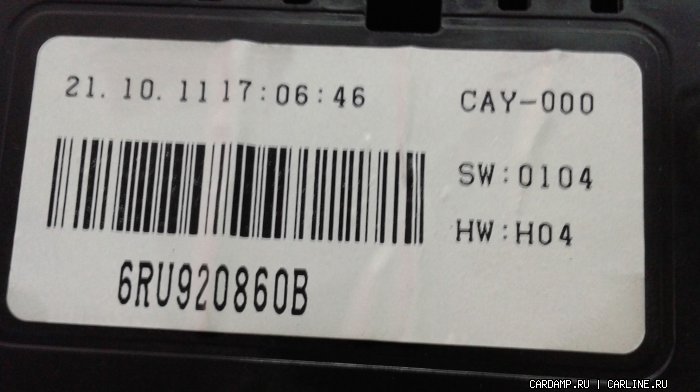 21.10.11 17:06:46
CAY-000
SW:0104
HW:H04
6RU920860B
CARDAMP.RU | CARLINE.RU